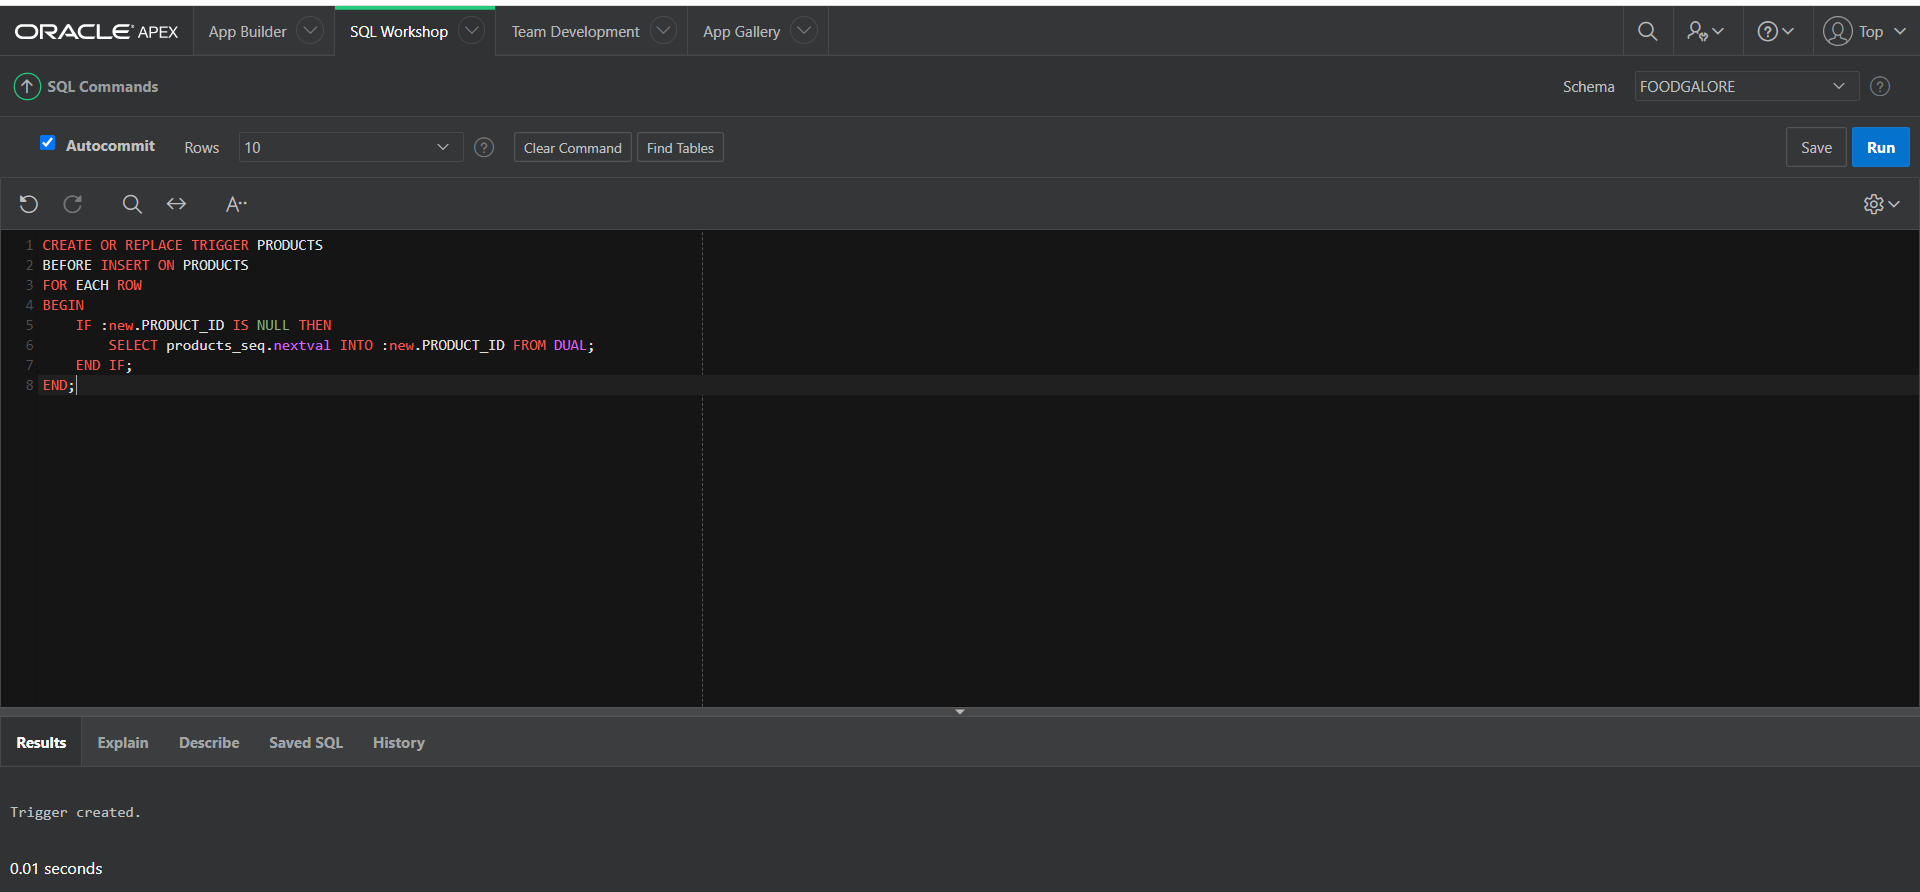 ORACLE APEX App Builder SQL Workshop Team Development App Gallery Top
SQL Commands Schema FOODGALORE
Autocommit Rows 10 Clear Command Find Tables Save Run
A
1 CREATE OR REPLACE TRIGGER PRODUCTS
2 BEFORE INSERT ON PRODUCTS
3 FOR EACH ROW
4 BEGIN
5 IF :new.PRODUCT_ID IS NULL THEN
6 SELECT products_seq.nextval INTO :new.PRODUCT_ID FROM DUAL;
7 END IF;
8 END;
Results Explain Describe Saved SQL History
Trigger created.
0.01 seconds